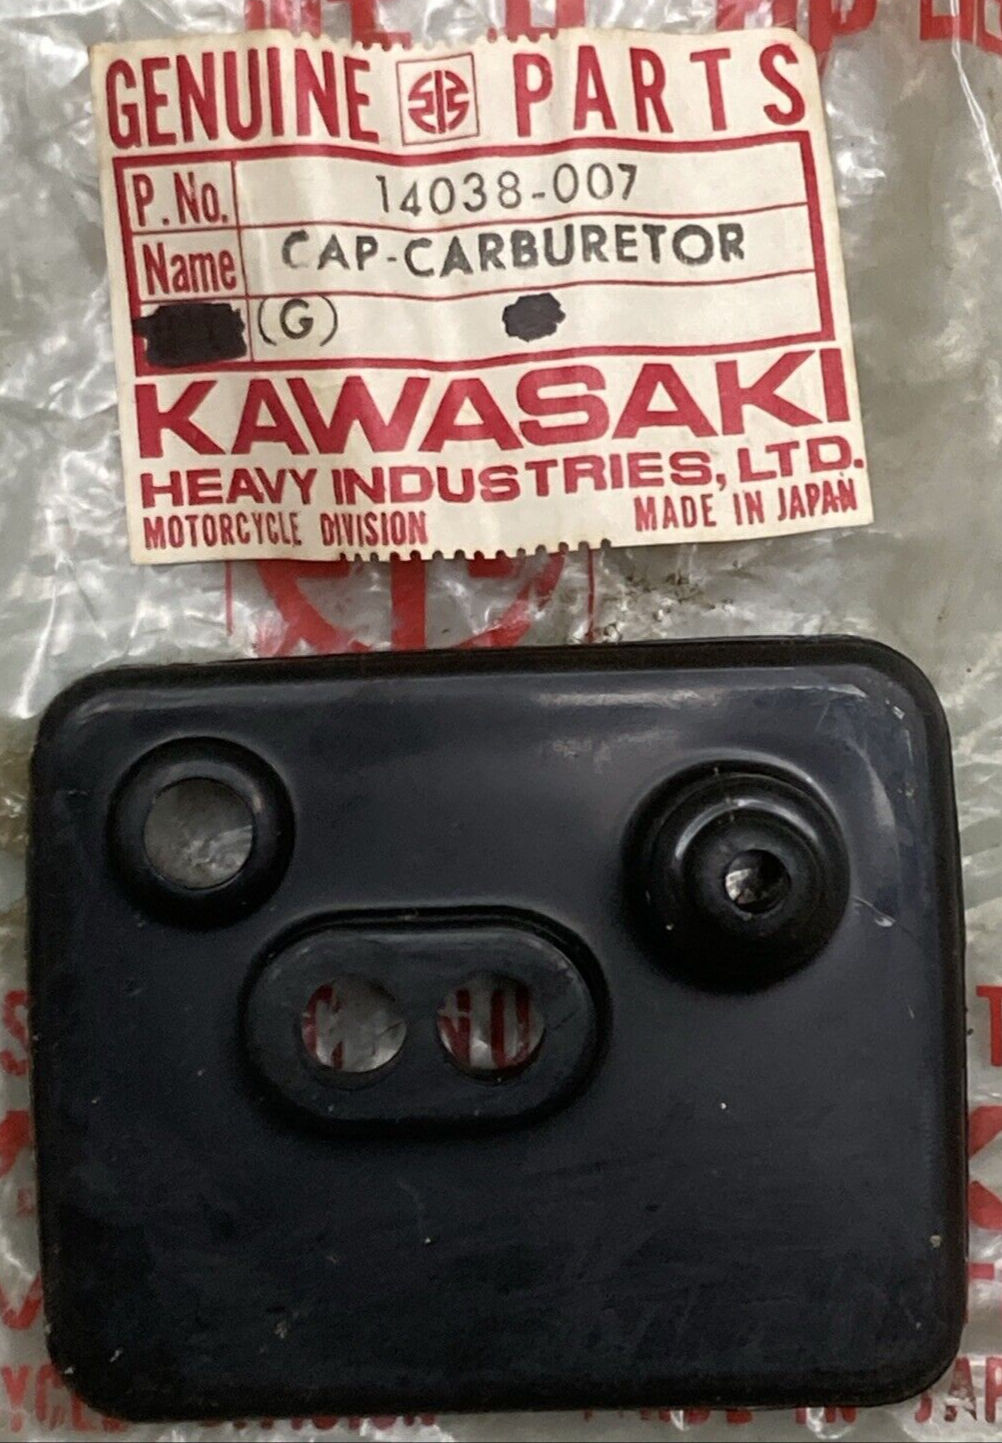 GENUINE PARTS
P.No. 14038-007
Name CAP-CARBURETOR
(G)
KAWASAKI
HEAVY INDUSTRIES, LTD.
MOTORCYCLE DIVISION MADE IN JAPAN